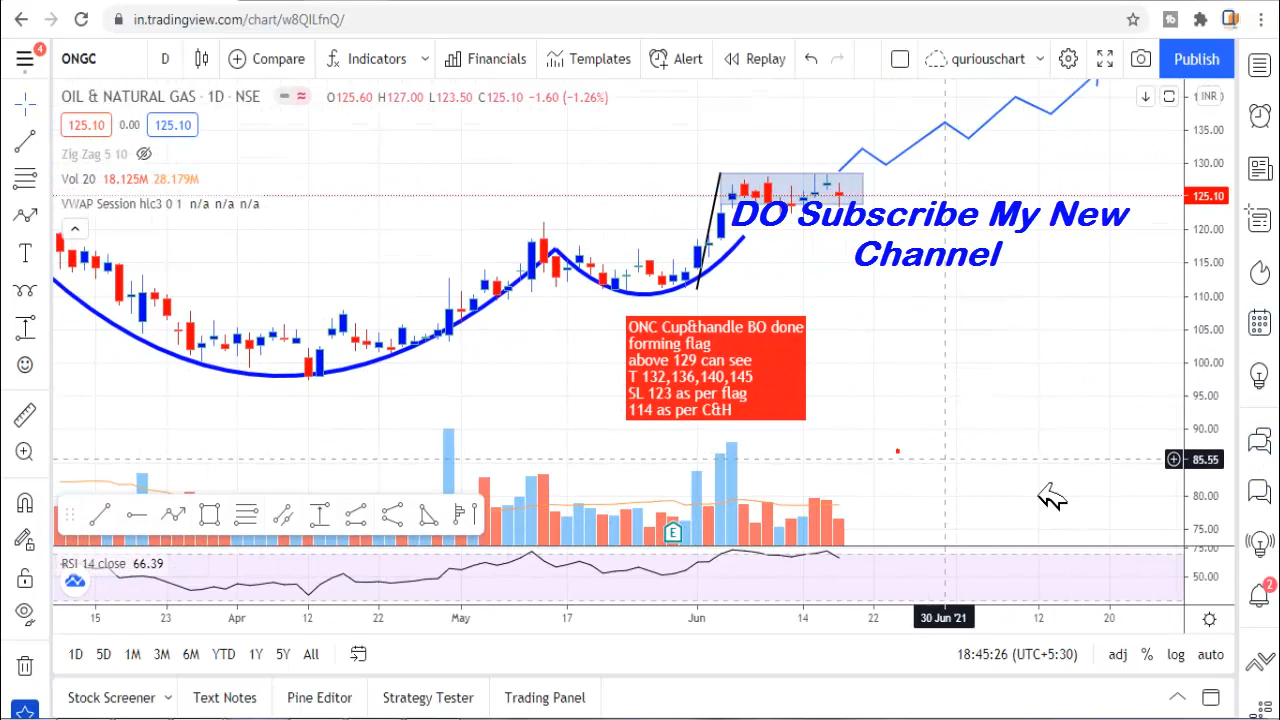 in.tradingview.com/chart/w8QILfnQ/
4
ONGC
D
Compare
Indicators
Financials
Templates
Alert
Replay
quriouschart
Publish
OIL & NATURAL GAS · 1D · NSE
O125.60 H127.00 L123.50 C125.10 -1.60 (-1.26%)
INR
125.10
0.00
125.10
135.00
Zig Zag 5 10
130.00
Vol 20 18.125M 28.179M
125.10
VWAP Session hlc3 0 1 n/a n/a n/a
DO Subscribe My New
Channel
120.00
115.00
110.00
105.00
100.00
95.00
90.00
85.55
80.00
75.00
ONC Cup&handle BO done
forming flag
above 129 can see
T 132,136,140,145
SL 123 as per flag
114 as per C&H
E
RSI 14 close 66.39
75.00
50.00
2
15
Apr
12
22
May
17
Jun
14
22
30 Jun '21
12
20
1D
5D
1M
3M
6M
YTD
1Y
5Y
All
18:45:26 (UTC+5:30)
adj
%
log
auto
Stock Screener
Text Notes
Pine Editor
Strategy Tester
Trading Panel